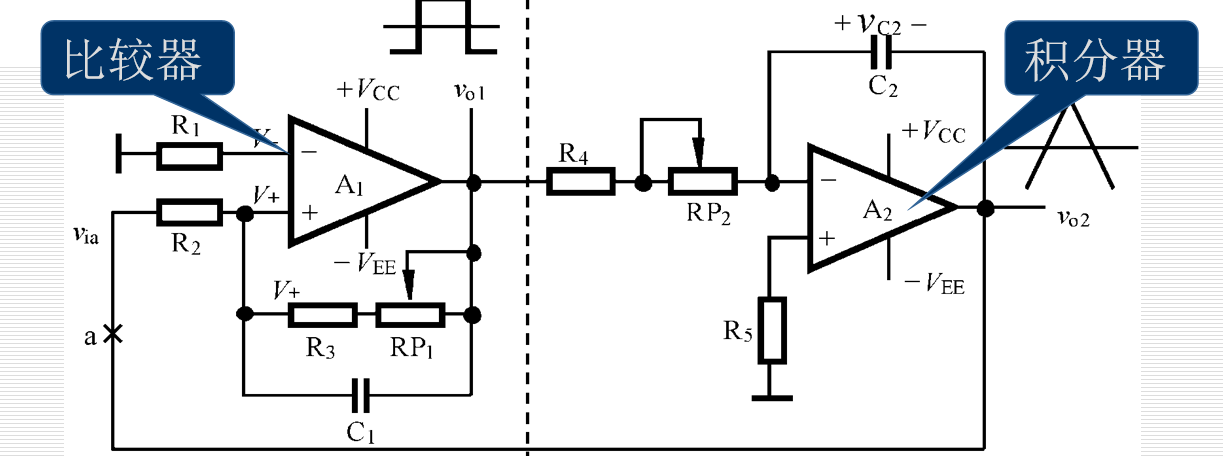 比较器
积分器
+ vC2 −
C2
+VCC
vo1
R1
V−
−
A1
V+
+
R2
via
−VEE
V+
R3
RP1
C1
a
R4
RP2
+VCC
−
A2
+
vo2
−VEE
R5